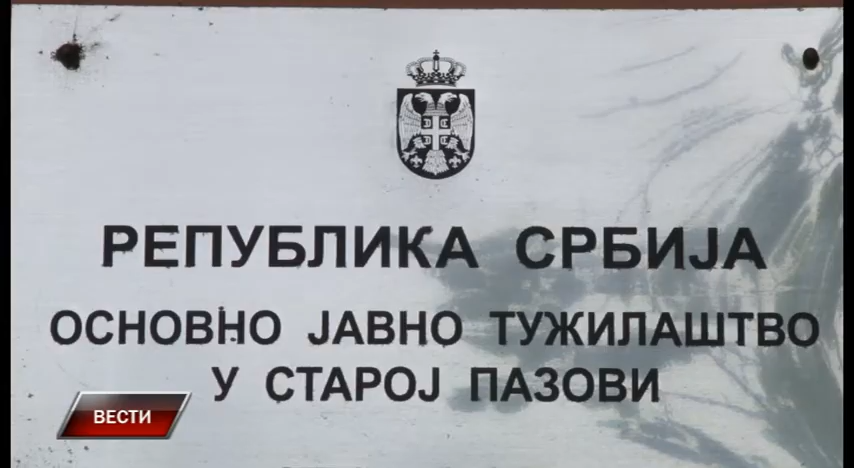 РЕПУБЛИКА СРБИЈА
ОСНОВНО ЈАВНО ТУЖИЛАШТВО
У СТАРОЈ ПАЗОВИ
ВЕСТИ